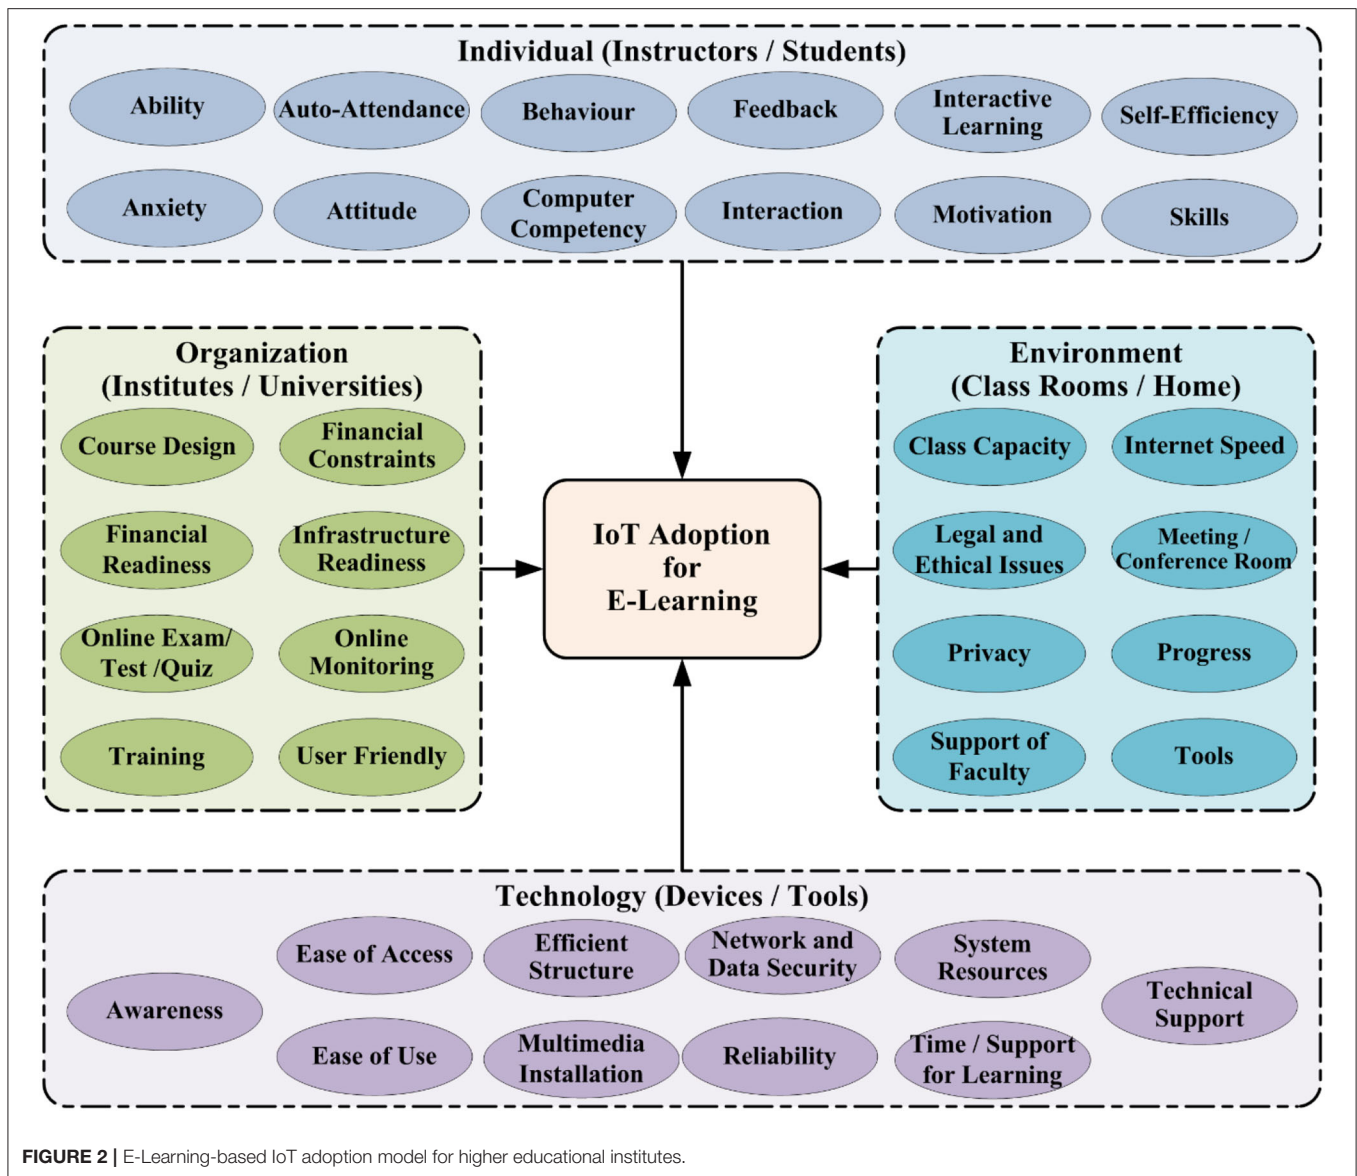 Individual (Instructors / Students)
Ability
Auto-Attendance
Behaviour
Feedback
Interactive
Learning
Self-Efficiency
Anxiety
Attitude
Computer
Competency
Interaction
Motivation
Skills
Organization
(Institutes / Universities)
Course Design
Financial
Constraints
Financial
Readiness
Infrastructure
Readiness
Online Exam/
Test /Quiz
Online
Monitoring
Training
User Friendly
IoT Adoption
for
E-Learning
Environment
(Class Rooms / Home)
Class Capacity
Internet Speed
Legal and
Ethical Issues
Meeting /
Conference Room
Privacy
Progress
Support of
Faculty
Tools
Technology (Devices / Tools)
Awareness
Ease of Access
Efficient
Structure
Network and
Data Security
System
Resources
Technical
Support
Ease of Use
Multimedia
Installation
Reliability
Time / Support
for Learning
FIGURE 2 | E-Learning-based IoT adoption model for higher educational institutes.